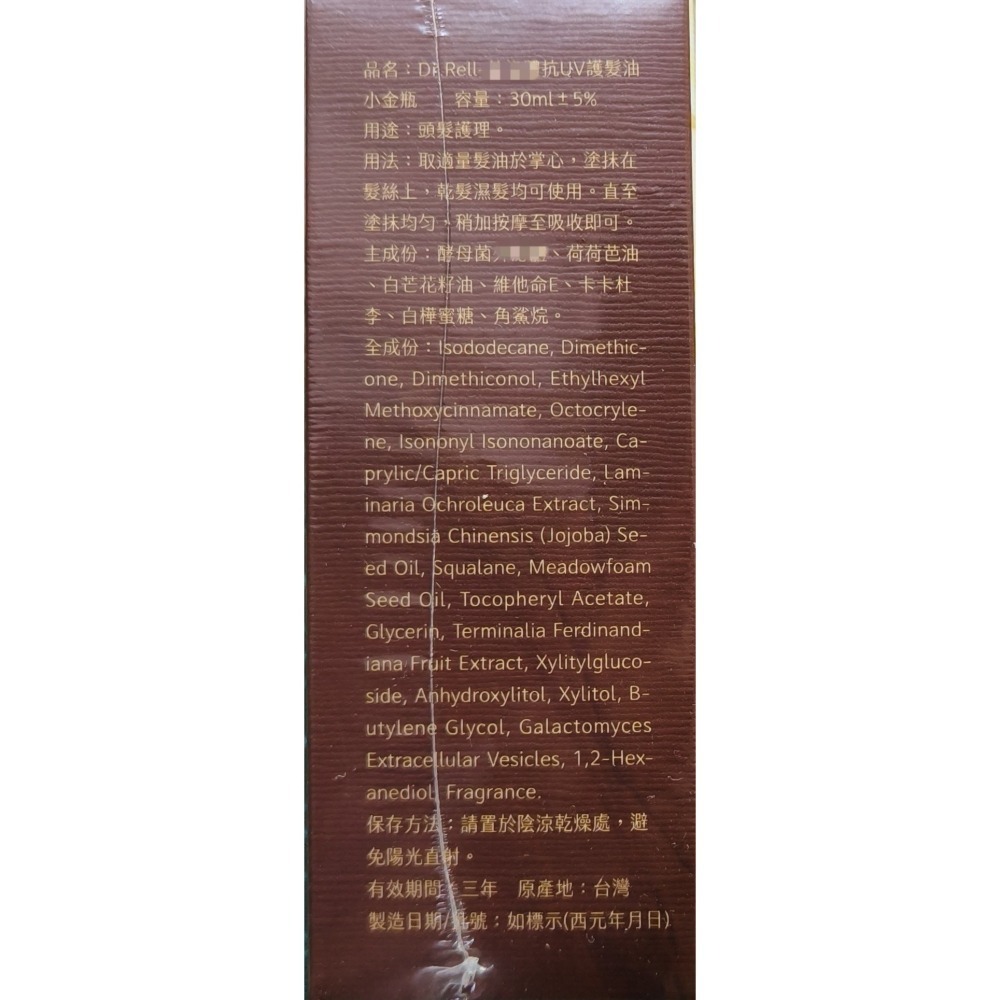 品名：Dr.Rell 抗UV護髮油
小金瓶 容量：30ml±5%
用途：頭髮護理。
用法：取適量髮油於掌心，塗抹在
髮絲上，乾髮濕髮均可使用。直至
塗抹均勻，稍加按摩至吸收即可。
主成份：酵母菌、荷荷芭油
、白芒花籽油、維他命E、卡卡杜
李、白樺蜜糖、角鯊烷。
全成份：Isododecane, Dimethic-
one, Dimethiconol, Ethylhexyl
Methoxycinnamate, Octocryle-
ne, Isononyl Isononanoate, Ca-
prylic/Capric Triglyceride, Lam-
inaria Ochroleuca Extract, Sim-
mondsia Chinensis (Jojoba) Se-
ed Oil, Squalane, Meadowfoam
Seed Oil, Tocopheryl Acetate,
Glycerin, Terminalia Ferdinand-
iana Fruit Extract, Xylitylgluco-
side, Anhydroxylitol, Xylitol, B-
utylene Glycol, Galactomyces
Extracellular Vesicles, 1,2-Hex-
anediol, Fragrance.
保存方法：請置於陰涼乾燥處，避
免陽光直射。
有效期間：三年 原產地：台灣
製造日期/批號：如標示(西元年月日)